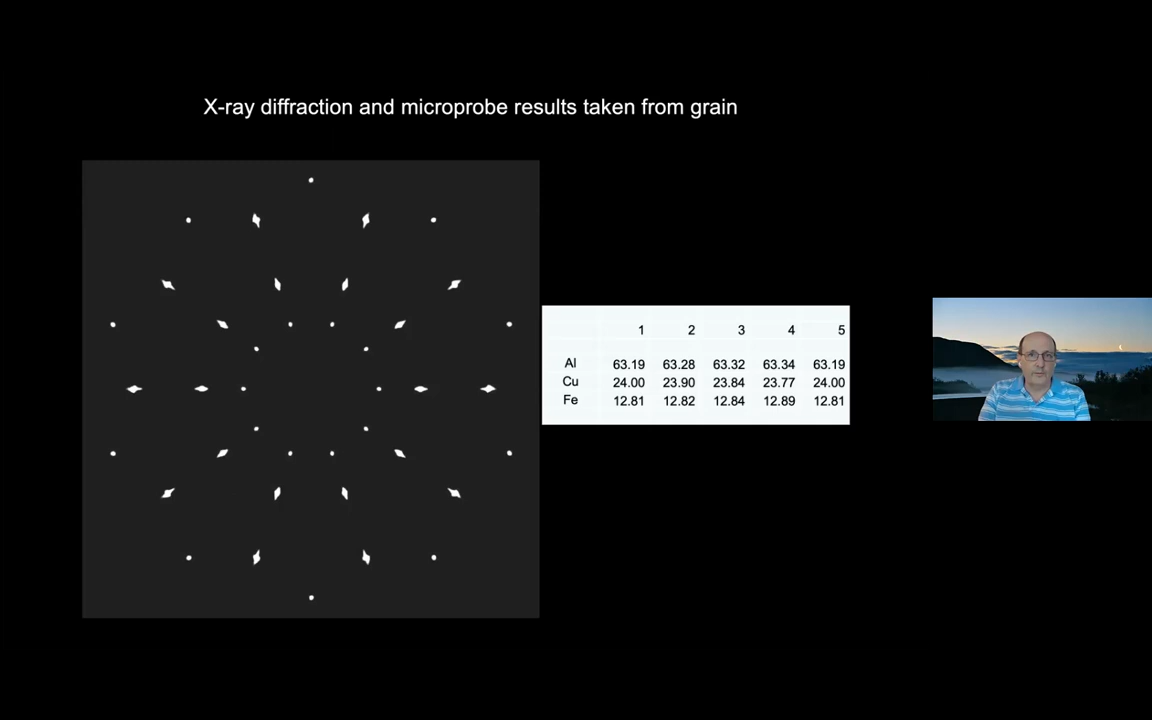 X-ray diffraction and microprobe results taken from grain
1 2 3 4 5
Al 63.19 63.28 63.32 63.34 63.19
Cu 24.00 23.90 23.84 23.77 24.00
Fe 12.81 12.82 12.84 12.89 12.81